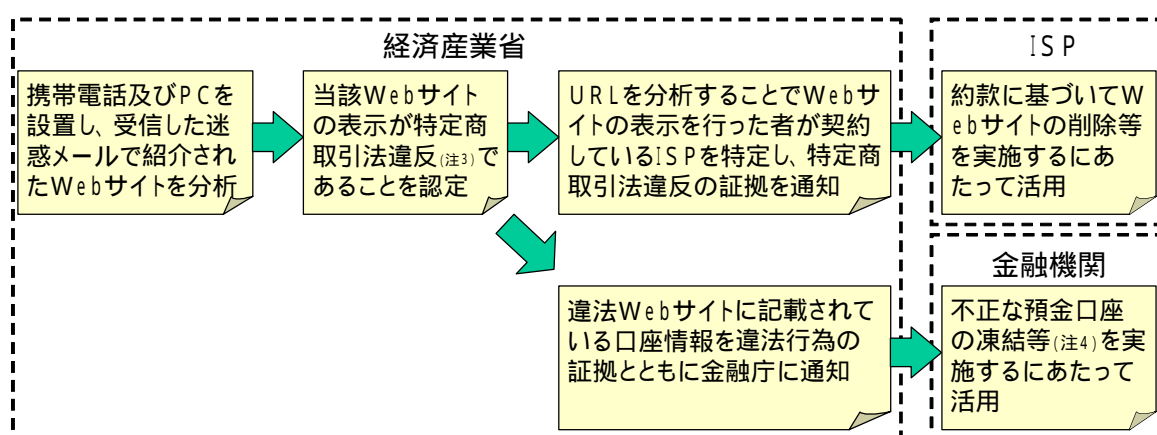 経済産業省
携帯電話及びPCを
設置し、受信した迷
惑メールで紹介され
たWebサイトを分析
当該Webサイト
の表示が特定商
取引法違反(注3)で
あることを認定
URLを分析することでWebサ
イトの表示を行った者が契約
しているISPを特定し、特定商
取引法違反の証拠を通知
違法Webサイトに記載されて
いる口座情報を違法行為の
証拠とともに金融庁に通知
ISP
約款に基づいてW
ebサイトの削除等
を実施するにあ
たって活用
金融機関
不正な預金口座
の凍結等(注4)を実
施するにあたって
活用